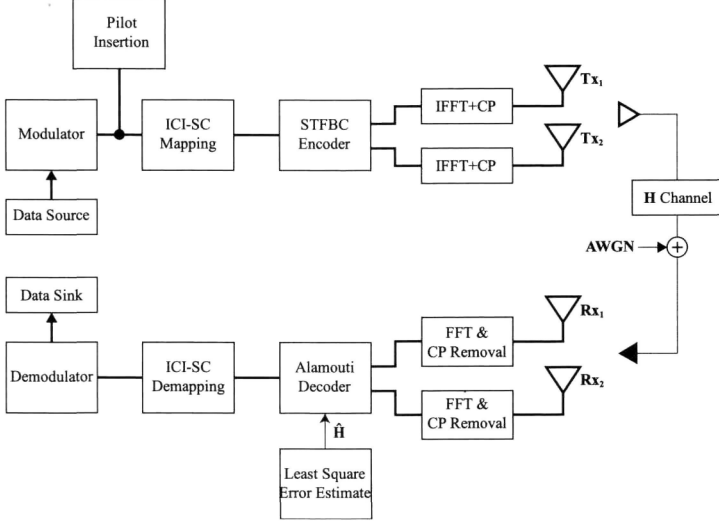 Pilot
Insertion
Modulator
ICI-SC
Mapping
STFBC
Encoder
IFFT+CP
IFFT+CP
Tx₁
Tx₂
Data Source
H Channel
AWGN
+
Data Sink
Demodulator
ICI-SC
Demapping
Alamouti
Decoder
FFT &
CP Removal
FFT &
CP Removal
Rx₁
Rx₂
Ĥ
Least Square
Error Estimate